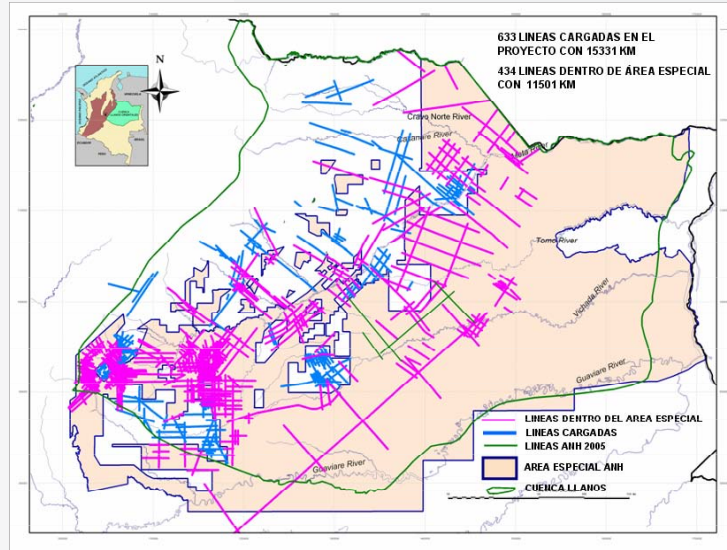 633 LINEAS CARGADAS EN EL
PROYECTO CON 15331 KM
434 LINEAS DENTRO DE ÁREA ESPECIAL
CON 11501 KM
N
Cravo Norte River
Casanare River
Meta River
Tomo River
Vichada River
Guaviare River
Guaviare River
LINEAS DENTRO DEL AREA ESPECIAL
LINEAS CARGADAS
LINEAS ANH 2005
AREA ESPECIAL ANH
CUENCA LLANOS